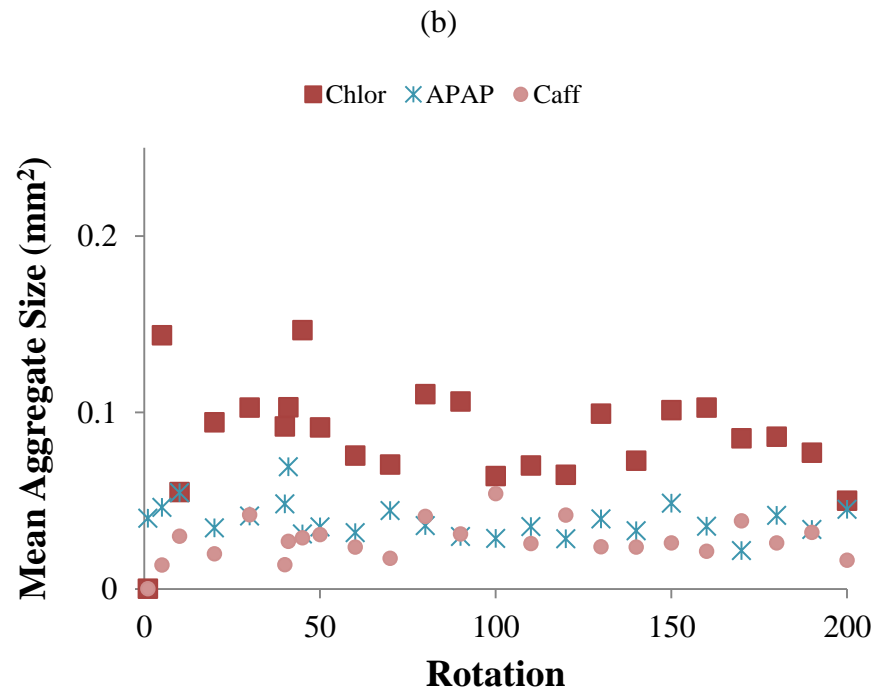 (b)
Chlor APAP Caff
Mean Aggregate Size (mm²)
0.2
0.1
0
0 50 100 150 200
Rotation